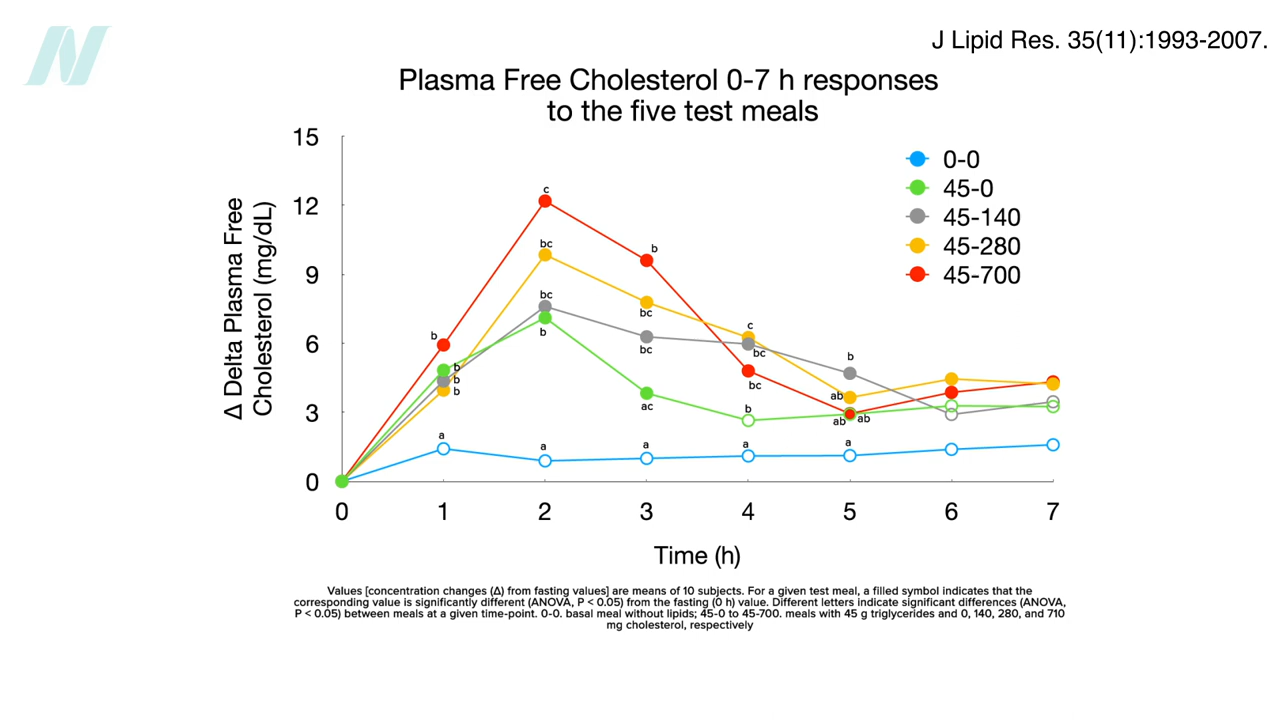 J Lipid Res. 35(11):1993-2007.
Plasma Free Cholesterol 0-7 h responses
to the five test meals
Δ Delta Plasma Free
Cholesterol (mg/dL)
15
12
9
6
3
0
0-0
45-0
45-140
45-280
45-700
b
b
b
b
a
c
bc
bc
b
a
b
bc
bc
ac
a
c
bc
bc
b
a
b
ab
ab
ab
a
0 1 2 3 4 5 6 7
Time (h)
Values [concentration changes (Δ) from fasting values] are means of 10 subjects. For a given test meal, a filled symbol indicates that the
corresponding value is significantly different (ANOVA, P < 0.05) from the fasting (0 h) value. Different letters indicate significant differences (ANOVA,
P < 0.05) between meals at a given time-point. 0-0. basal meal without lipids; 45-0 to 45-700. meals with 45 g triglycerides and 0, 140, 280, and 710
mg cholesterol, respectively